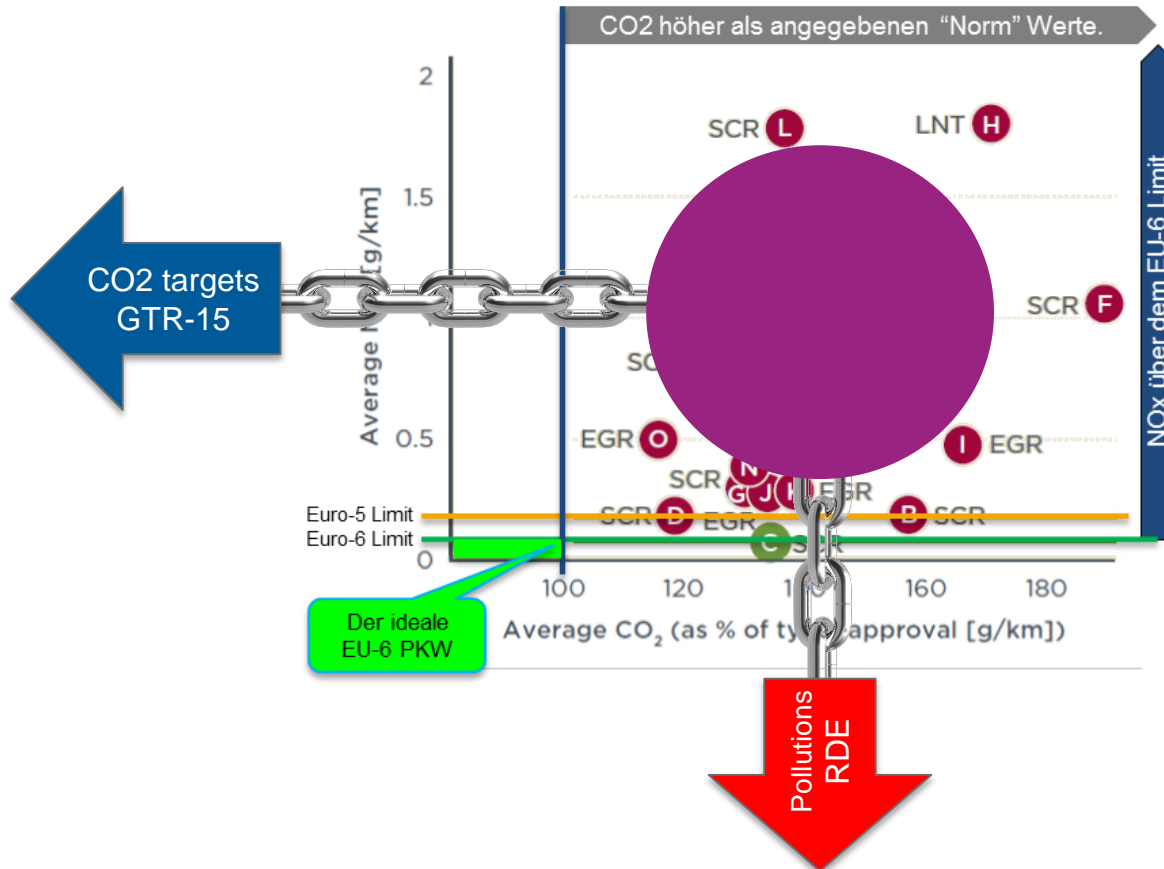 CO2 höher als angegebenen “Norm” Werte.
NOx über dem EU-6 Limit
2
1.5
0.5
0
SCR L
LNT H
SCR F
CO2 targets
GTR-15
Average
[g/km]
EGR O
I EGR
N
SCR
G J K EGR
SCR D
EGR
B SCR
C SCR
Euro-5 Limit
Euro-6 Limit
100
120
160
180
Average CO₂ (as % of
approval [g/km])
Der ideale
EU-6 PKW
Pollutions
RDE